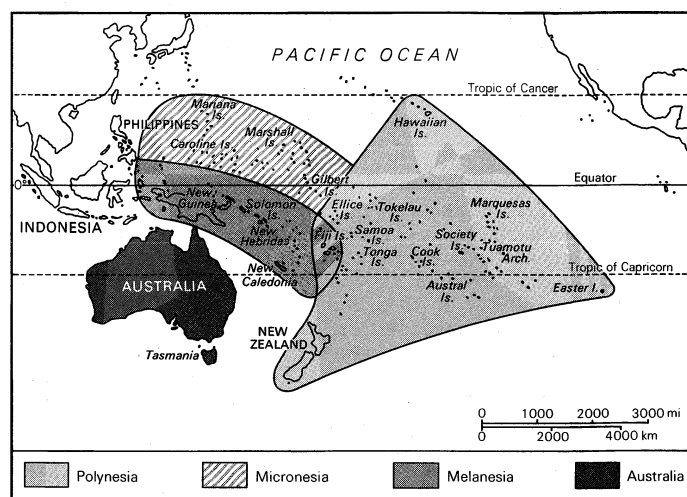 PACIFIC OCEAN
Tropic of Cancer
Mariana
Is.
PHILIPPINES
Hawaiian
Is.
Marshall
Is.
Caroline Is.
Gilbert
Is.
0°
Equator
New
Guinea
Solomon
Is.
Ellice
Is.
Tokelau Is.
Marquesas
Is.
INDONESIA
New
Hebrides
Fiji Is.
Samoa
Is.
Society
Is.
Tonga
Is.
Cook
Is.
Tuamotu
Arch.
New
Caledonia
Tropic of Capricorn
AUSTRALIA
Austral
Is.
Easter I.
NEW
ZEALAND
Tasmania
0 1000 2000 3000 mi
0 2000 4000 km
Polynesia
Micronesia
Melanesia
Australia